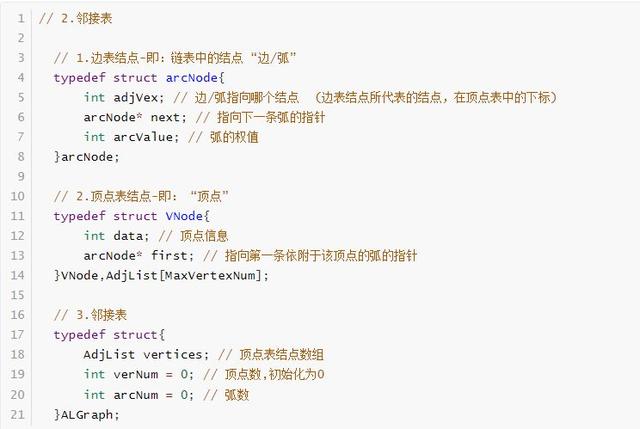 1 // 2.邻接表
2
3 // 1.边表结点-即：链表中的结点 “边/弧”
4 typedef struct arcNode{
5 int adjVex; // 边/弧指向哪个结点 （边表结点所代表的结点，在顶点表中的下标）
6 arcNode* next; // 指向下一条弧的指针
7 int arcValue; // 弧的权值
8 }arcNode;
9
10 // 2.顶点表结点-即： “顶点”
11 typedef struct VNode{
12 int data; // 顶点信息
13 arcNode* first; // 指向第一条依附于该顶点的弧的指针
14 }VNode,AdjList[MaxVertexNum];
15
16 // 3.邻接表
17 typedef struct{
18 AdjList vertices; // 顶点表结点数组
19 int verNum = 0; // 顶点数,初始化为0
20 int arcNum = 0; // 弧数
21 }ALGraph;